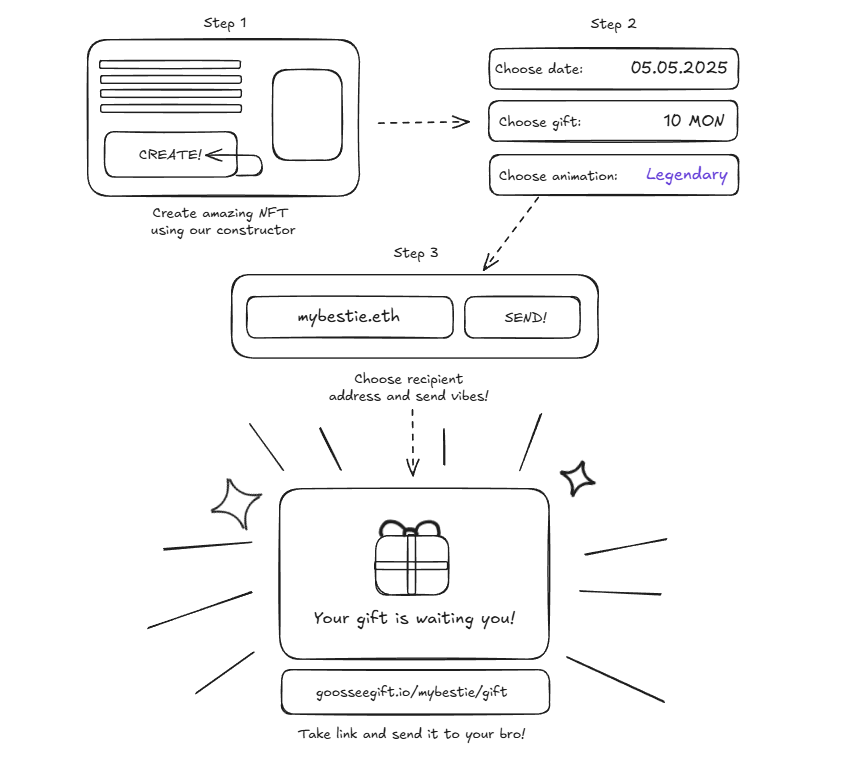 Step 1
CREATE!
Create amazing NFT
using our constructor
Step 2
Choose date: 05.05.2025
Choose gift: 10 MON
Choose animation: Legendary
Step 3
mybestie.eth
SEND!
Choose recipient
address and send vibes!
Your gift is waiting you!
goosseegift.io/mybestie/gift
Take link and send it to your bro!